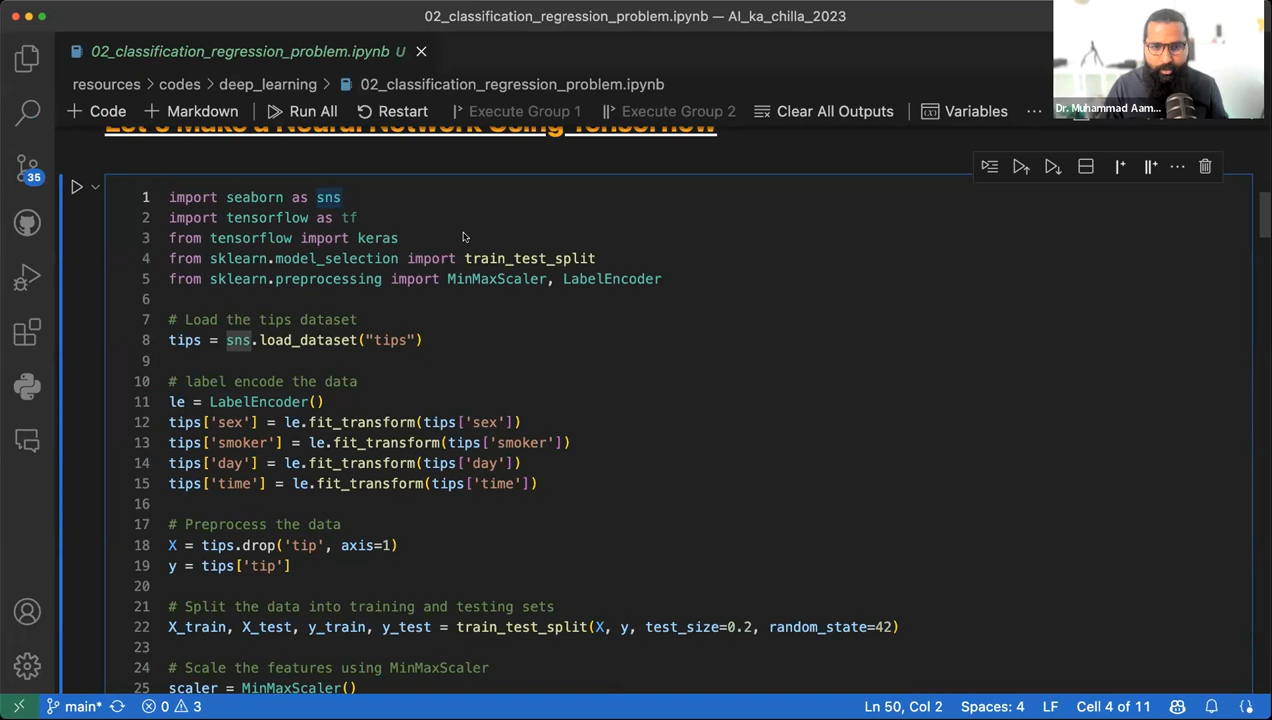 02_classification_regression_problem.ipynb — AI_ka_chilla_2023
02_classification_regression_problem.ipynb U
resources > codes > deep_learning > 02_classification_regression_problem.ipynb
+ Code + Markdown Run All Restart Execute Group 1 Execute Group 2 Clear All Outputs Variables ...
Dr. Muhammad Aam...
Let's Make a Neural Network Using Tensorflow
1 import seaborn as sns
2 import tensorflow as tf
3 from tensorflow import keras
4 from sklearn.model_selection import train_test_split
5 from sklearn.preprocessing import MinMaxScaler, LabelEncoder
6
7 # Load the tips dataset
8 tips = sns.load_dataset("tips")
9
10 # label encode the data
11 le = LabelEncoder()
12 tips['sex'] = le.fit_transform(tips['sex'])
13 tips['smoker'] = le.fit_transform(tips['smoker'])
14 tips['day'] = le.fit_transform(tips['day'])
15 tips['time'] = le.fit_transform(tips['time'])
16
17 # Preprocess the data
18 X = tips.drop('tip', axis=1)
19 y = tips['tip']
20
21 # Split the data into training and testing sets
22 X_train, X_test, y_train, y_test = train_test_split(X, y, test_size=0.2, random_state=42)
23
24 # Scale the features using MinMaxScaler
25 scaler = MinMaxScaler()
35
main* 0 3 Ln 50, Col 2 Spaces: 4 LF Cell 4 of 11